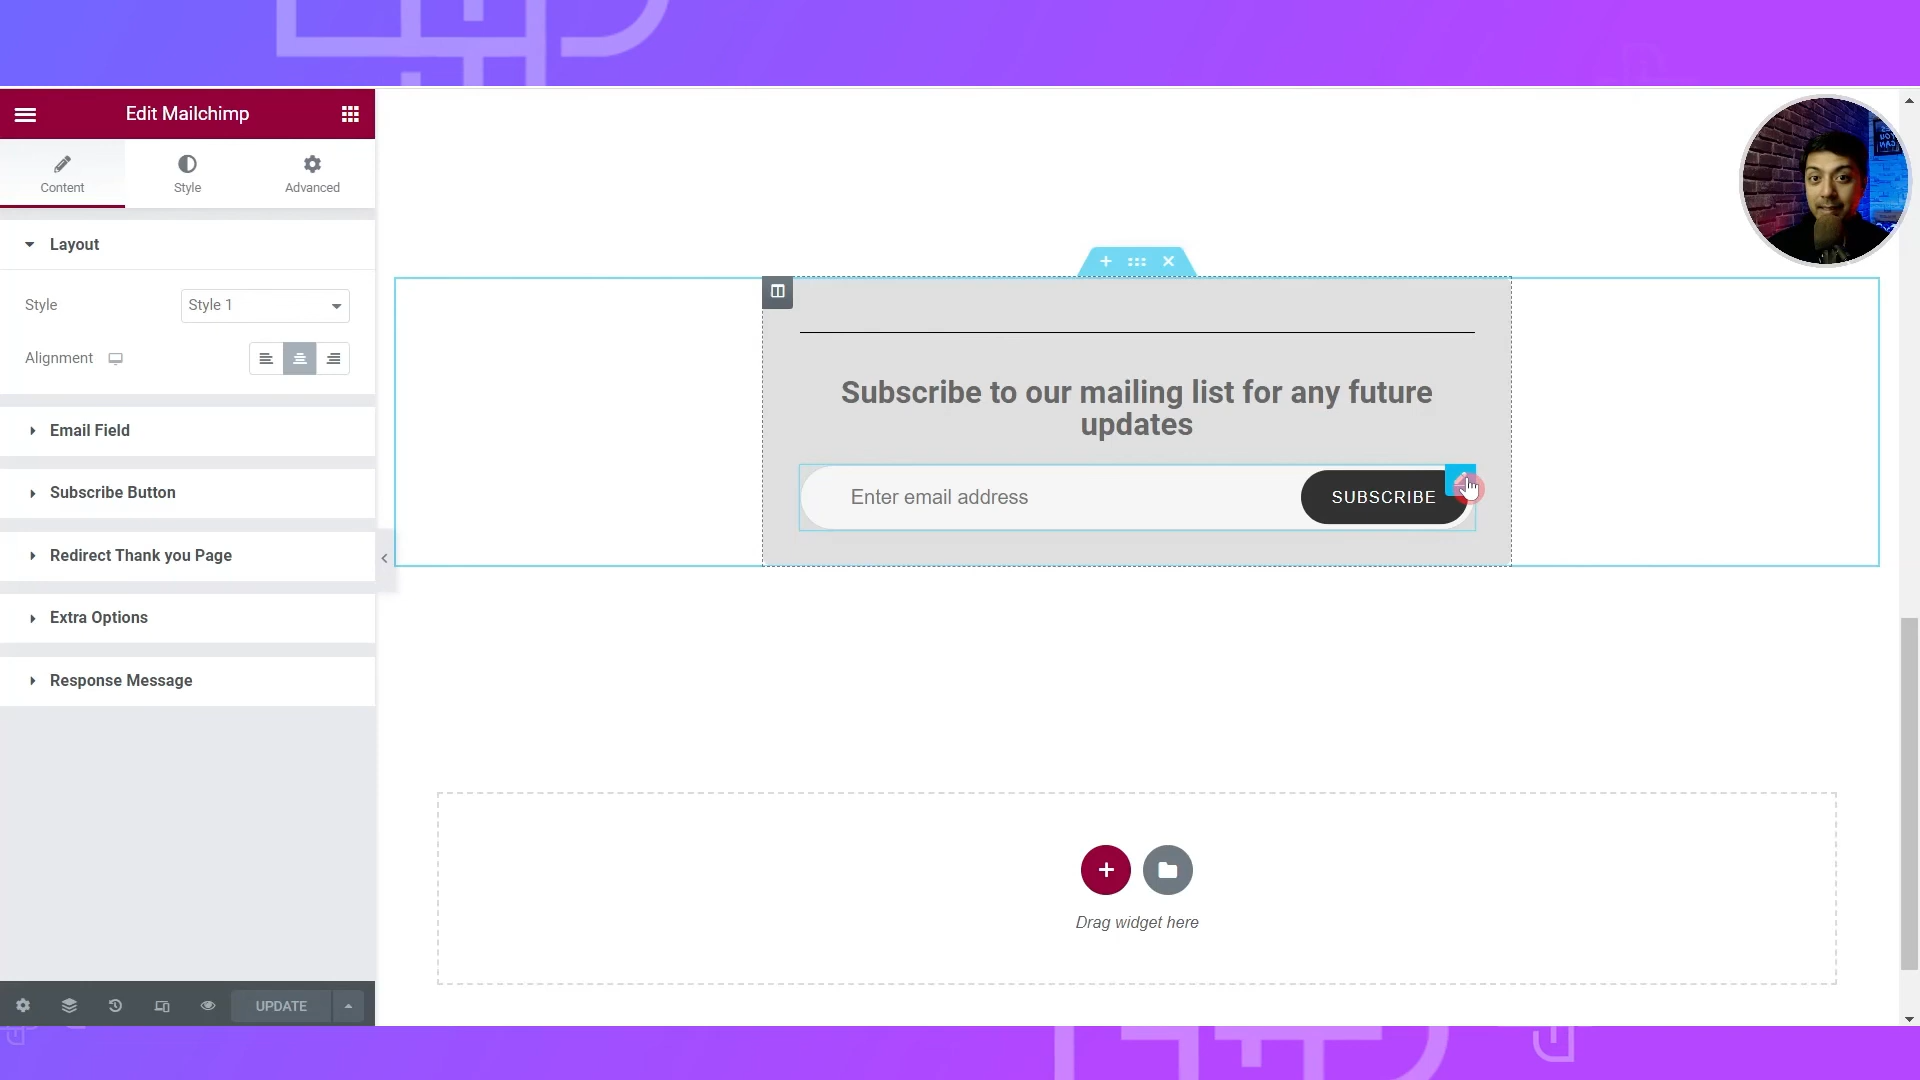 Edit Mailchimp
Content
Style
Advanced
Layout
Style
Style 1
Alignment
Email Field
Subscribe Button
Redirect Thank you Page
Extra Options
Response Message
UPDATE
Subscribe to our mailing list for any future
updates
Enter email address
SUBSCRIBE
Drag widget here